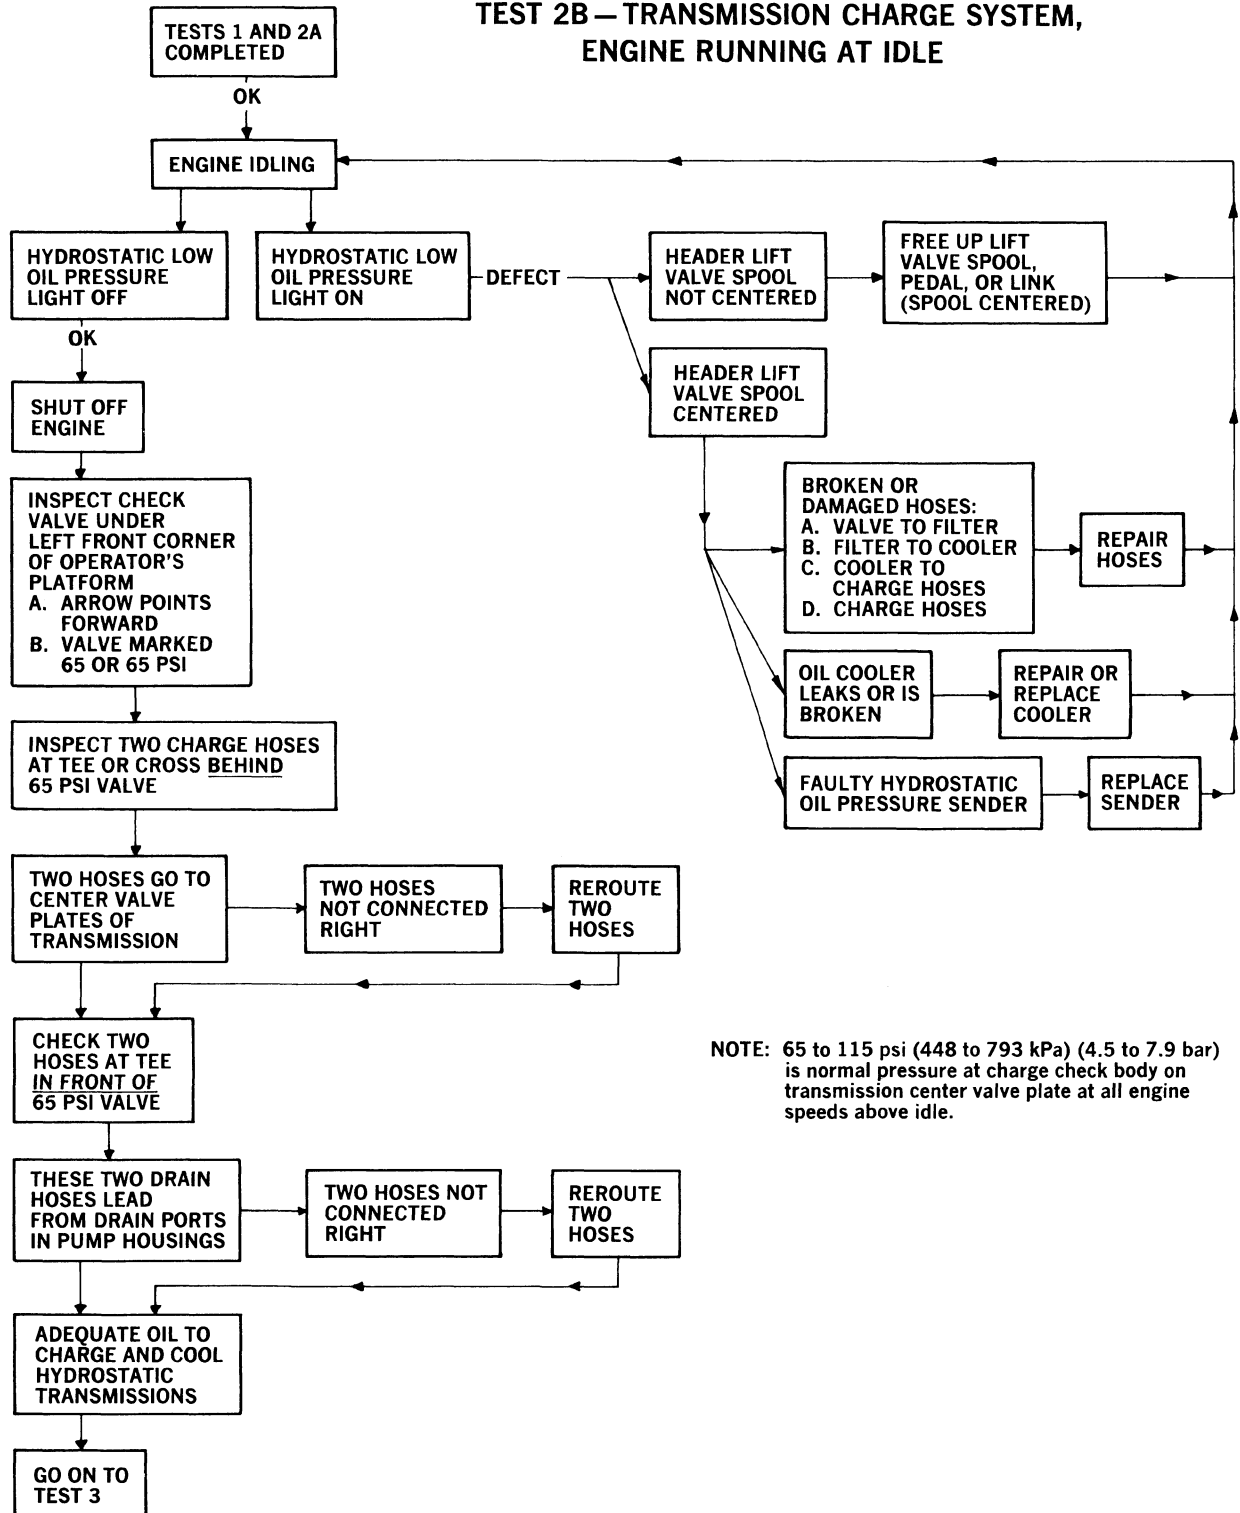 TEST 2B — TRANSMISSION CHARGE SYSTEM,
ENGINE RUNNING AT IDLE
TESTS 1 AND 2A
COMPLETED
OK
ENGINE IDLING
HYDROSTATIC LOW
OIL PRESSURE
LIGHT OFF
HYDROSTATIC LOW
OIL PRESSURE
LIGHT ON
DEFECT
HEADER LIFT
VALVE SPOOL
NOT CENTERED
FREE UP LIFT
VALVE SPOOL,
PEDAL, OR LINK
(SPOOL CENTERED)
HEADER LIFT
VALVE SPOOL
CENTERED
BROKEN OR
DAMAGED HOSES:
A. VALVE TO FILTER
B. FILTER TO COOLER
C. COOLER TO
CHARGE HOSES
D. CHARGE HOSES
REPAIR
HOSES
OIL COOLER
LEAKS OR IS
BROKEN
REPAIR OR
REPLACE
COOLER
FAULTY HYDROSTATIC
OIL PRESSURE SENDER
REPLACE
SENDER
OK
SHUT OFF
ENGINE
INSPECT CHECK
VALVE UNDER
LEFT FRONT CORNER
OF OPERATOR'S
PLATFORM
A. ARROW POINTS
FORWARD
B. VALVE MARKED
65 OR 65 PSI
INSPECT TWO CHARGE HOSES
AT TEE OR CROSS BEHIND
65 PSI VALVE
TWO HOSES GO TO
CENTER VALVE
PLATES OF
TRANSMISSION
TWO HOSES
NOT CONNECTED
RIGHT
REROUTE
TWO
HOSES
CHECK TWO
HOSES AT TEE
IN FRONT OF
65 PSI VALVE
NOTE: 65 to 115 psi (448 to 793 kPa) (4.5 to 7.9 bar)
is normal pressure at charge check body on
transmission center valve plate at all engine
speeds above idle.
THESE TWO DRAIN
HOSES LEAD
FROM DRAIN PORTS
IN PUMP HOUSINGS
TWO HOSES NOT
CONNECTED
RIGHT
REROUTE
TWO
HOSES
ADEQUATE OIL TO
CHARGE AND COOL
HYDROSTATIC
TRANSMISSIONS
GO ON TO
TEST 3